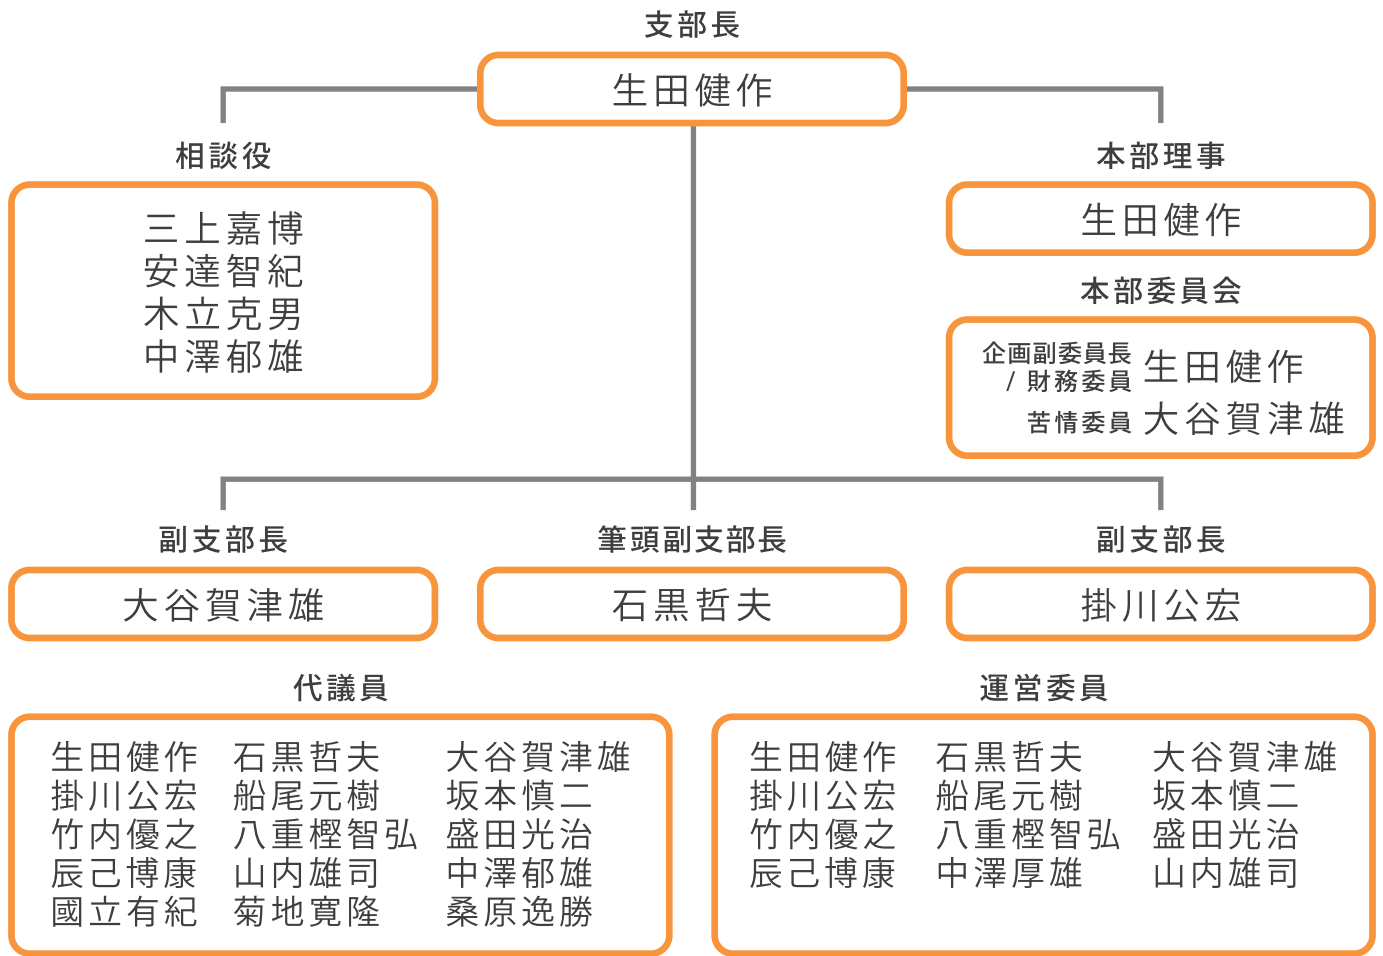 支部長
生田健作
相談役
三上嘉博
安達智紀
木立克男
中澤郁雄
本部理事
生田健作
本部委員会
企画副委員長
/ 財務委員 生田健作
苦情委員 大谷賀津雄
副支部長
大谷賀津雄
筆頭副支部長
石黒哲夫
副支部長
掛川公宏
代議員
生田健作 石黒哲夫 大谷賀津雄
掛川公宏 船尾元樹 坂本慎二
竹内優之 八重樫智弘 盛田光治
辰己博康 山内雄司 中澤郁雄
國立有紀 菊地寛隆 桑原逸勝
運営委員
生田健作 石黒哲夫 大谷賀津雄
掛川公宏 船尾元樹 坂本慎二
竹内優之 八重樫智弘 盛田光治
辰己博康 中澤厚雄 山内雄司